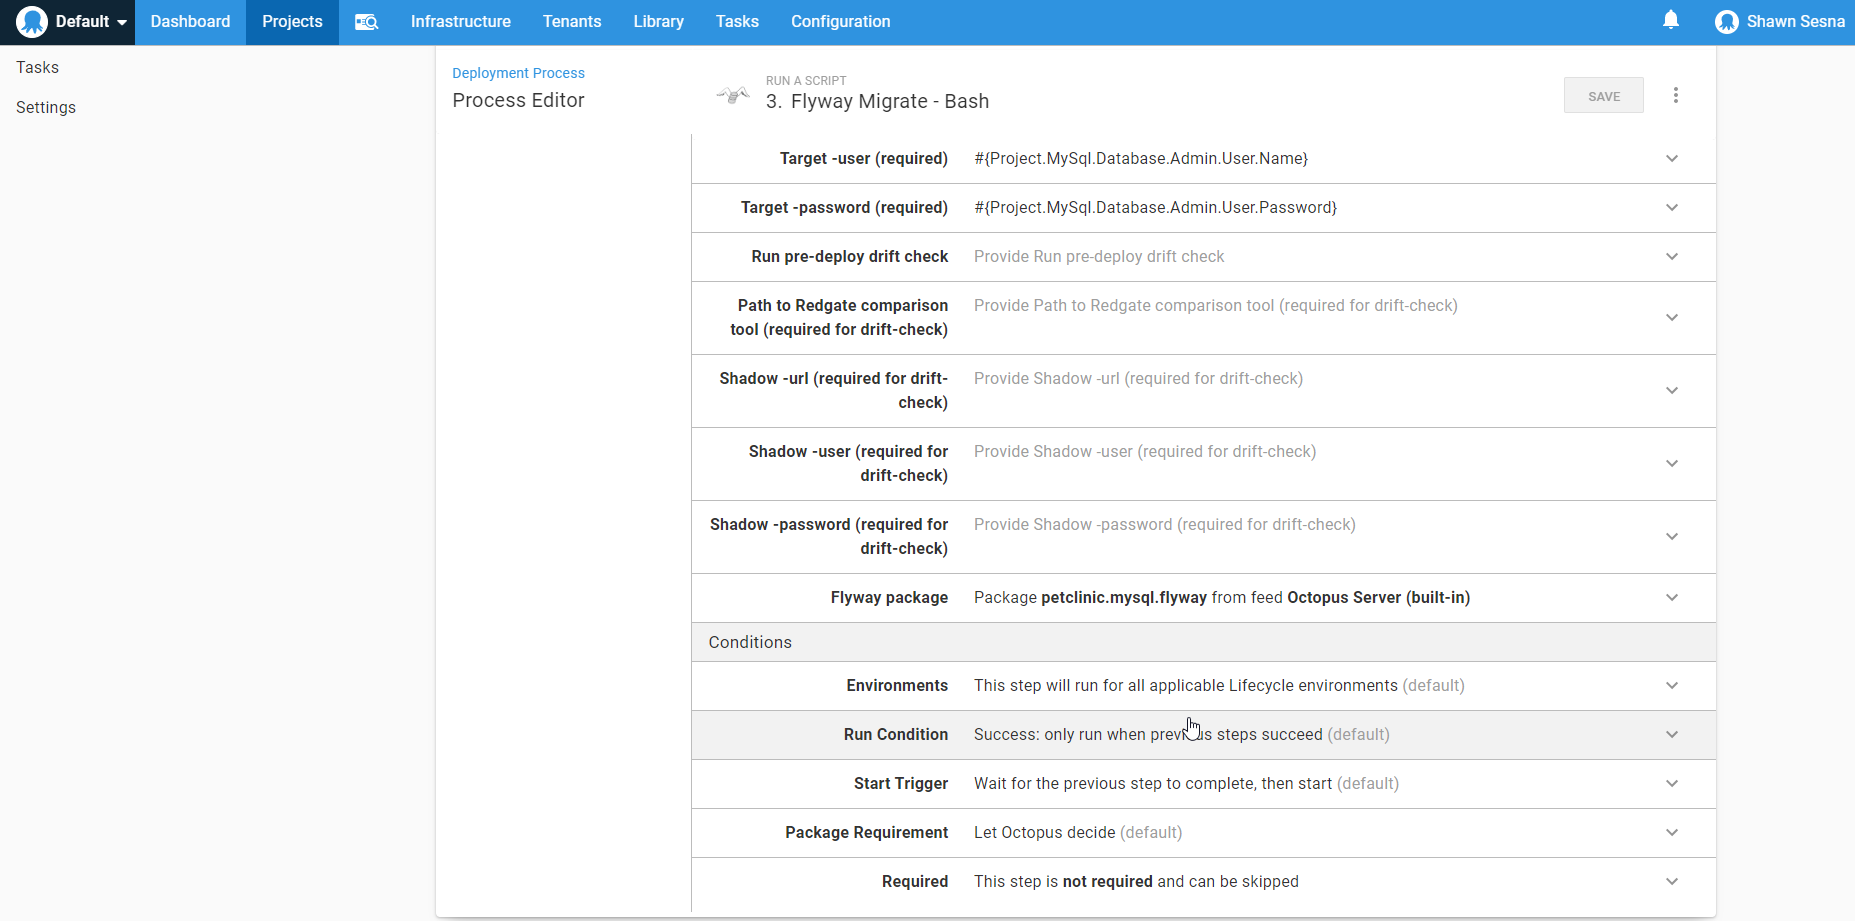 Default Dashboard Projects Infrastructure Tenants Library Tasks Configuration Shawn Sesna
Tasks
Settings
Deployment Process
Process Editor
RUN A SCRIPT
3. Flyway Migrate - Bash
SAVE
Target -user (required) #{Project.MySql.Database.Admin.User.Name}
Target -password (required) #{Project.MySql.Database.Admin.User.Password}
Run pre-deploy drift check Provide Run pre-deploy drift check
Path to Redgate comparison Provide Path to Redgate comparison tool (required for drift-check)
tool (required for drift-check)
Shadow -url (required for drift- Provide Shadow -url (required for drift-check)
check)
Shadow -user (required for Provide Shadow -user (required for drift-check)
drift-check)
Shadow -password (required for Provide Shadow -password (required for drift-check)
drift-check)
Flyway package Package petclinic.mysql.flyway from feed Octopus Server (built-in)
Conditions
Environments This step will run for all applicable Lifecycle environments (default)
Run Condition Success: only run when previous steps succeed (default)
Start Trigger Wait for the previous step to complete, then start (default)
Package Requirement Let Octopus decide (default)
Required This step is not required and can be skipped